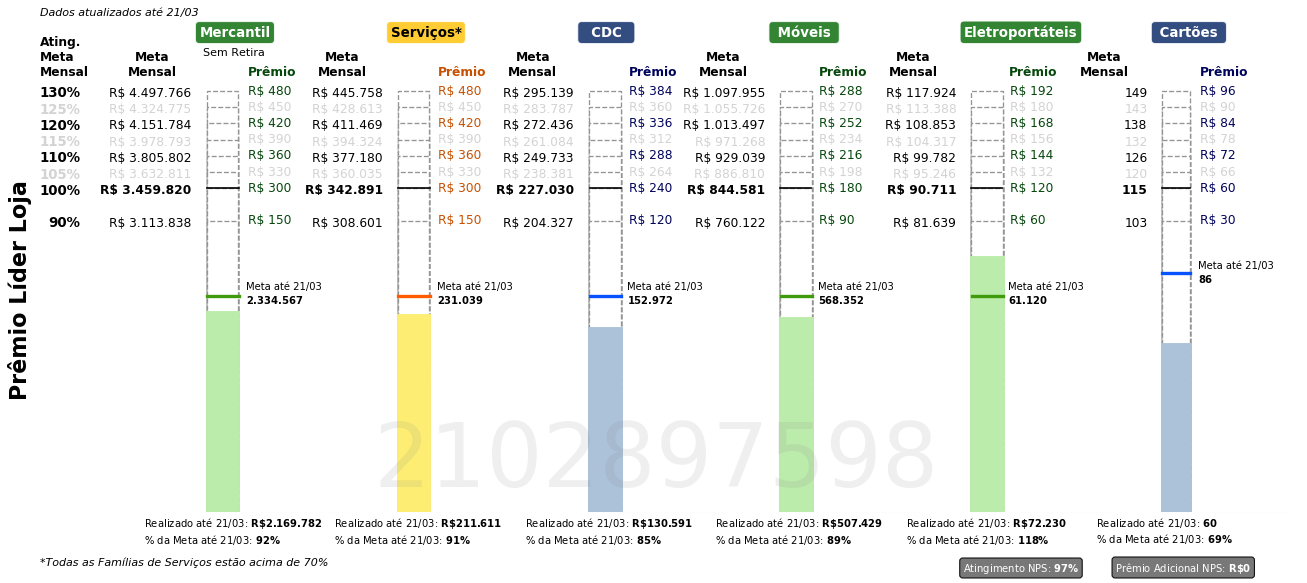 Dados atualizados até 21/03
Mercantil Serviços* CDC Móveis Eletroportáteis Cartões
Sem Retira
Ating. Meta Mensal Meta Mensal Prêmio Meta Mensal Prêmio Meta Mensal Prêmio Meta Mensal Prêmio Meta Mensal Prêmio Meta Mensal Prêmio
130% R$ 4.497.766 R$ 480 R$ 445.758 R$ 480 R$ 295.139 R$ 384 R$ 1.097.955 R$ 288 R$ 117.924 R$ 192 149 R$ 96
125% R$ 4.324.775 R$ 450 R$ 428.613 R$ 450 R$ 283.787 R$ 360 R$ 1.055.726 R$ 270 R$ 113.388 R$ 180 143 R$ 90
120% R$ 4.151.784 R$ 420 R$ 411.469 R$ 420 R$ 272.436 R$ 336 R$ 1.013.497 R$ 252 R$ 108.853 R$ 168 138 R$ 84
115% R$ 3.978.793 R$ 390 R$ 394.324 R$ 390 R$ 261.084 R$ 312 R$ 971.268 R$ 234 R$ 104.317 R$ 156 132 R$ 78
110% R$ 3.805.802 R$ 360 R$ 377.180 R$ 360 R$ 249.733 R$ 288 R$ 929.039 R$ 216 R$ 99.782 R$ 144 126 R$ 72
105% R$ 3.632.811 R$ 330 R$ 360.035 R$ 330 R$ 238.381 R$ 264 R$ 886.810 R$ 198 R$ 95.246 R$ 132 120 R$ 66
100% R$ 3.459.820 R$ 300 R$ 342.891 R$ 300 R$ 227.030 R$ 240 R$ 844.581 R$ 180 R$ 90.711 R$ 120 115 R$ 60
90% R$ 3.113.838 R$ 150 R$ 308.601 R$ 150 R$ 204.327 R$ 120 R$ 760.122 R$ 90 R$ 81.639 R$ 60 103 R$ 30
Prêmio Líder Loja
Meta até 21/03 Meta até 21/03 Meta até 21/03 Meta até 21/03 Meta até 21/03 Meta até 21/03
2.334.567 231.039 152.972 568.352 61.120 86
2102897598
Realizado até 21/03: R$2.169.782 Realizado até 21/03: R$211.611 Realizado até 21/03: R$130.591 Realizado até 21/03: R$507.429 Realizado até 21/03: R$72.230 Realizado até 21/03: 60
% da Meta até 21/03: 92% % da Meta até 21/03: 91% % da Meta até 21/03: 85% % da Meta até 21/03: 89% % da Meta até 21/03: 118% % da Meta até 21/03: 69%
*Todas as Famílias de Serviços estão acima de 70%
Atingimento NPS: 97% Prêmio Adicional NPS: R$0